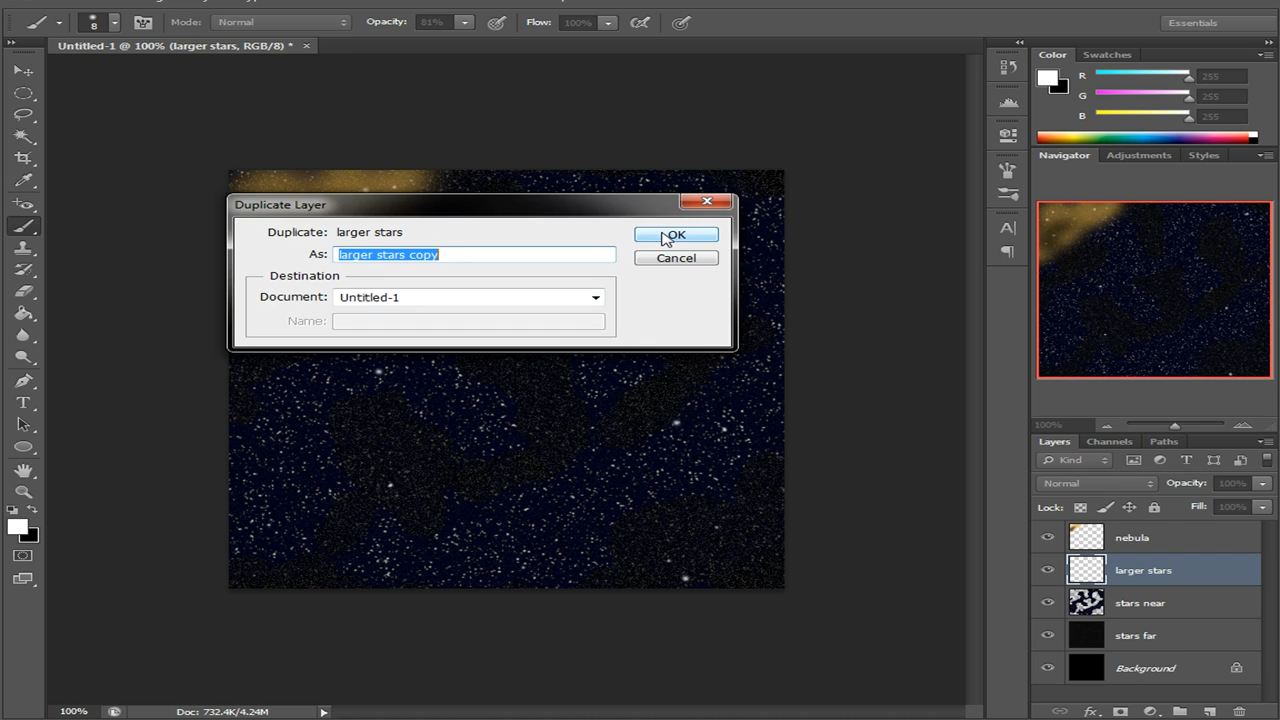 8
Mode: Normal
Opacity: 81%
Flow: 100%
Essentials
Untitled-1 @ 100% (larger stars, RGB/8) * ×
Color Swatches
R 255
G 255
B 255
Navigator Adjustments Styles
100%
Duplicate Layer
Duplicate: larger stars
As: larger stars copy
OK
Cancel
Destination
Document: Untitled-1
Name:
Layers Channels Paths
Kind
Normal Opacity: 100%
Lock: Fill: 100%
nebula
larger stars
stars near
stars far
Background
100% Doc: 732.4K/4.24M